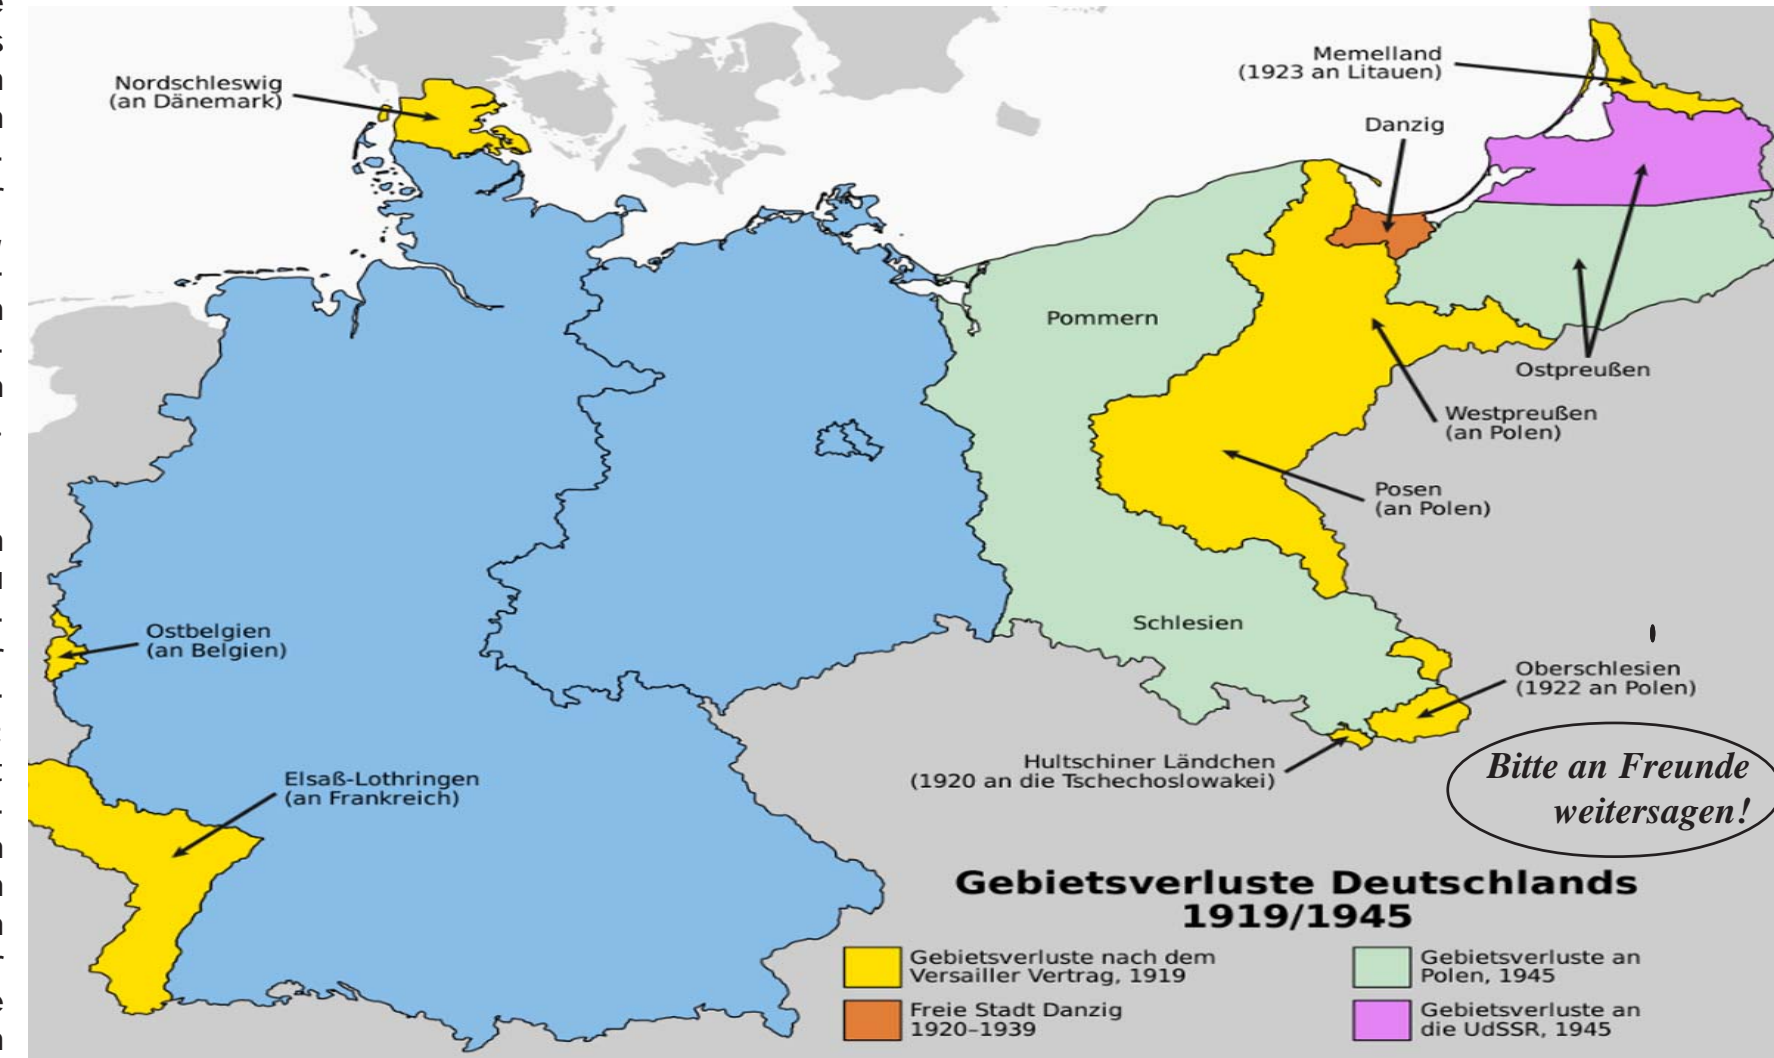 Nordschleswig
(an Dänemark)
Memelland
(1923 an Litauen)
Danzig
Pommern
Ostpreußen
Westpreußen
(an Polen)
Posen
(an Polen)
Ostbelgien
(an Belgien)
Schlesien
Oberschlesien
(1922 an Polen)
Hultschiner Ländchen
(1920 an die Tschechoslowakei)
Elsaß-Lothringen
(an Frankreich)
Bitte an Freunde
weitersagen!
Gebietsverluste Deutschlands
1919/1945
Gebietsverluste nach dem
Versailler Vertrag, 1919
Freie Stadt Danzig
1920–1939
Gebietsverluste an
Polen, 1945
Gebietsverluste an
die UdSSR, 1945